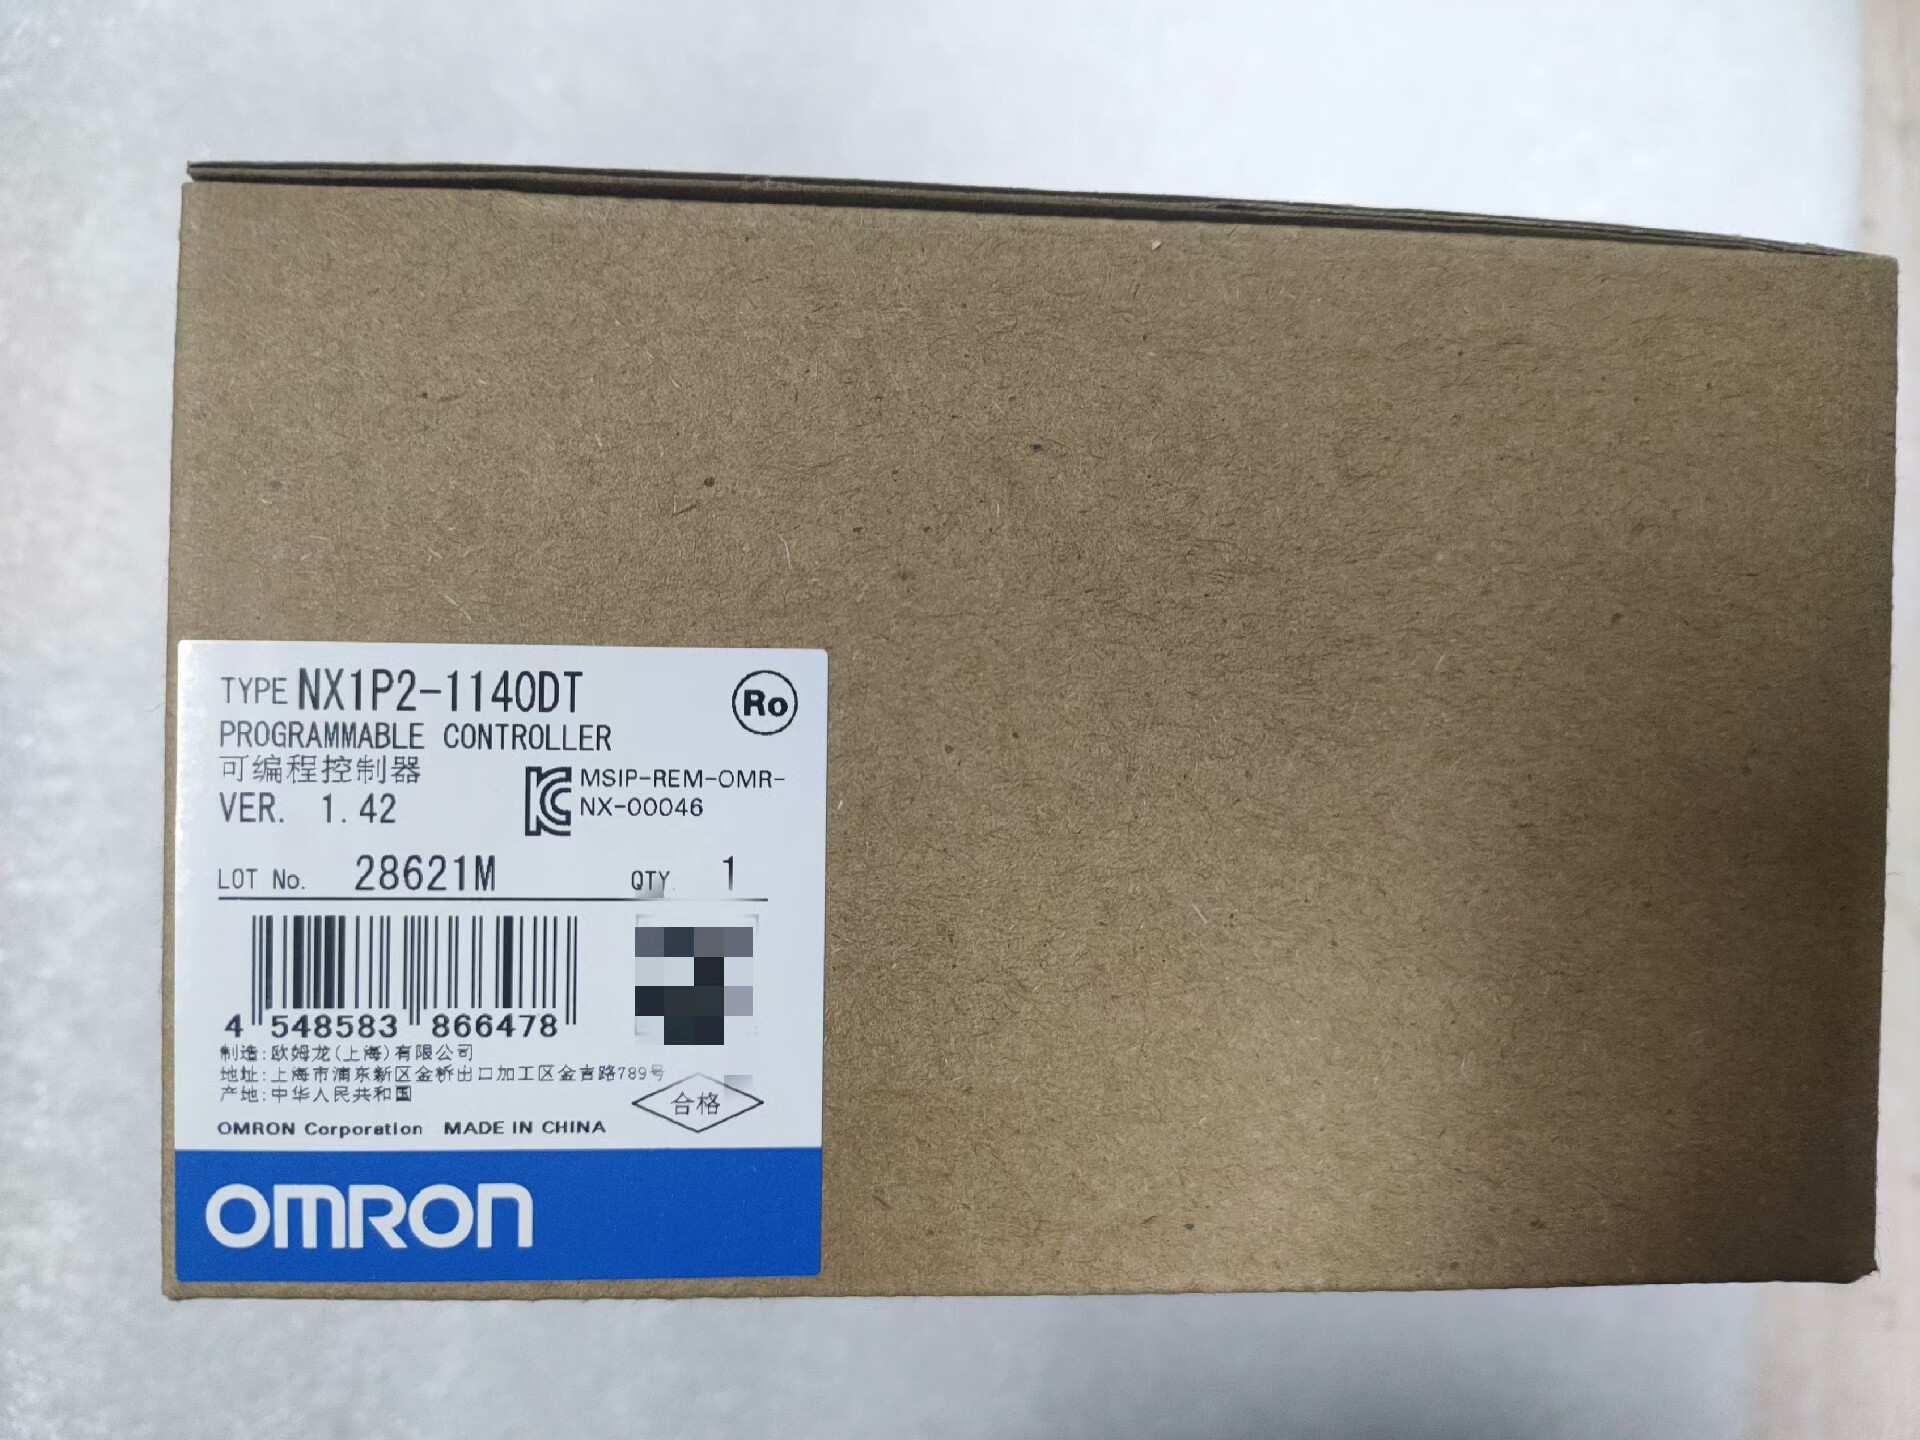 TYPE NX1P2-1140DT
Ro
PROGRAMMABLE CONTROLLER
可编程控制器
VER. 1.42
MSIP-REM-OMR-
NX-00046
LOT No. 28621M QTY. 1
4 548583 866478
制造:欧姆龙(上海)有限公司
地址:上海市浦东新区金桥出口加工区金吉路789号
产地:中华人民共和国
合格
OMRON Corporation MADE IN CHINA
OMRON